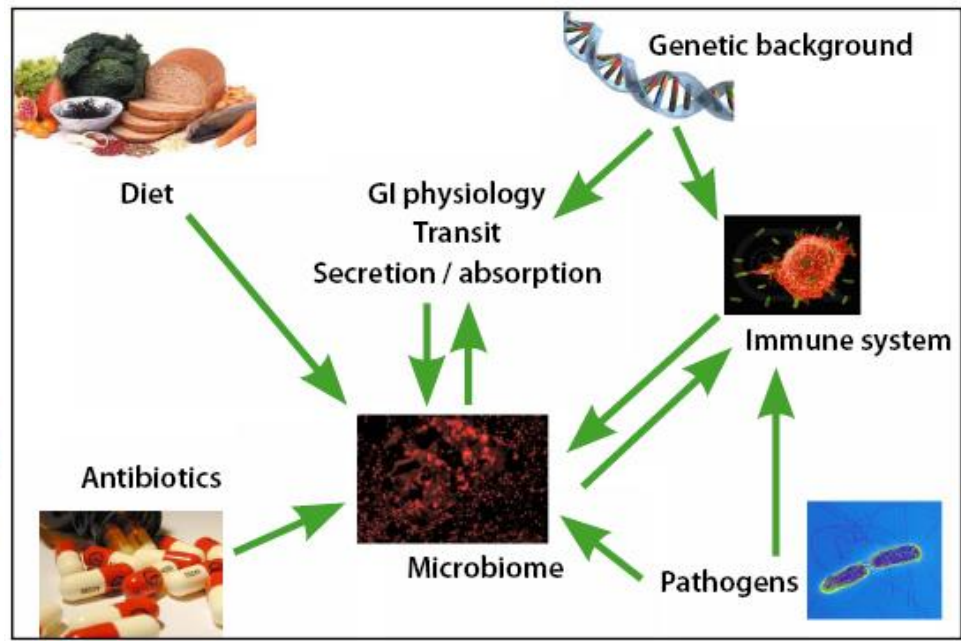 Genetic background
Diet
GI physiology
Transit
Secretion / absorption
Immune system
Antibiotics
Microbiome
Pathogens